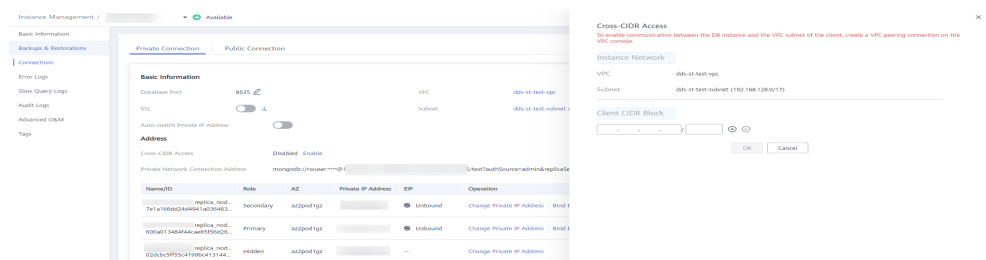 Instance Management /
Available
Basic Information
Backups & Restorations
Connections
Error Logs
Slow Query Logs
Audit Logs
Advanced O&M
Tags
Private Connection
Public Connection
Basic Information
Database Port 8635
VPC dds-st-test-vpc
SSL
Subnet dds-st-test-subnet
Auto-switch Private IP Address
Address
Cross-CIDR Access Disabled Enable
Private Network Connection Address mongodb://rwuser:****@1 5/test?authSource=admin&replicaSe
Name/ID Role AZ Private IP Address EIP Operation
replica_nod...
7e1a166dd24d4941a036463... Secondary az2pod1gz Unbound Change Private IP Address Bind E
replica_nod...
600a013484f44cae85f56d26... Primary az2pod1gz Unbound Change Private IP Address Bind E
replica_nod...
02dcbc5ff55c4198bc413144... Hidden az2pod1gz -- Change Private IP Address
Cross-CIDR Access
To enable communication between the DB instance and the VPC subnet of the client, create a VPC peering connection on the
VPC console.
Instance Network
VPC dds-st-test-vpc
Subnet dds-st-test-subnet (192.168.128.0/17)
Client CIDR Block
. . . /
OK Cancel